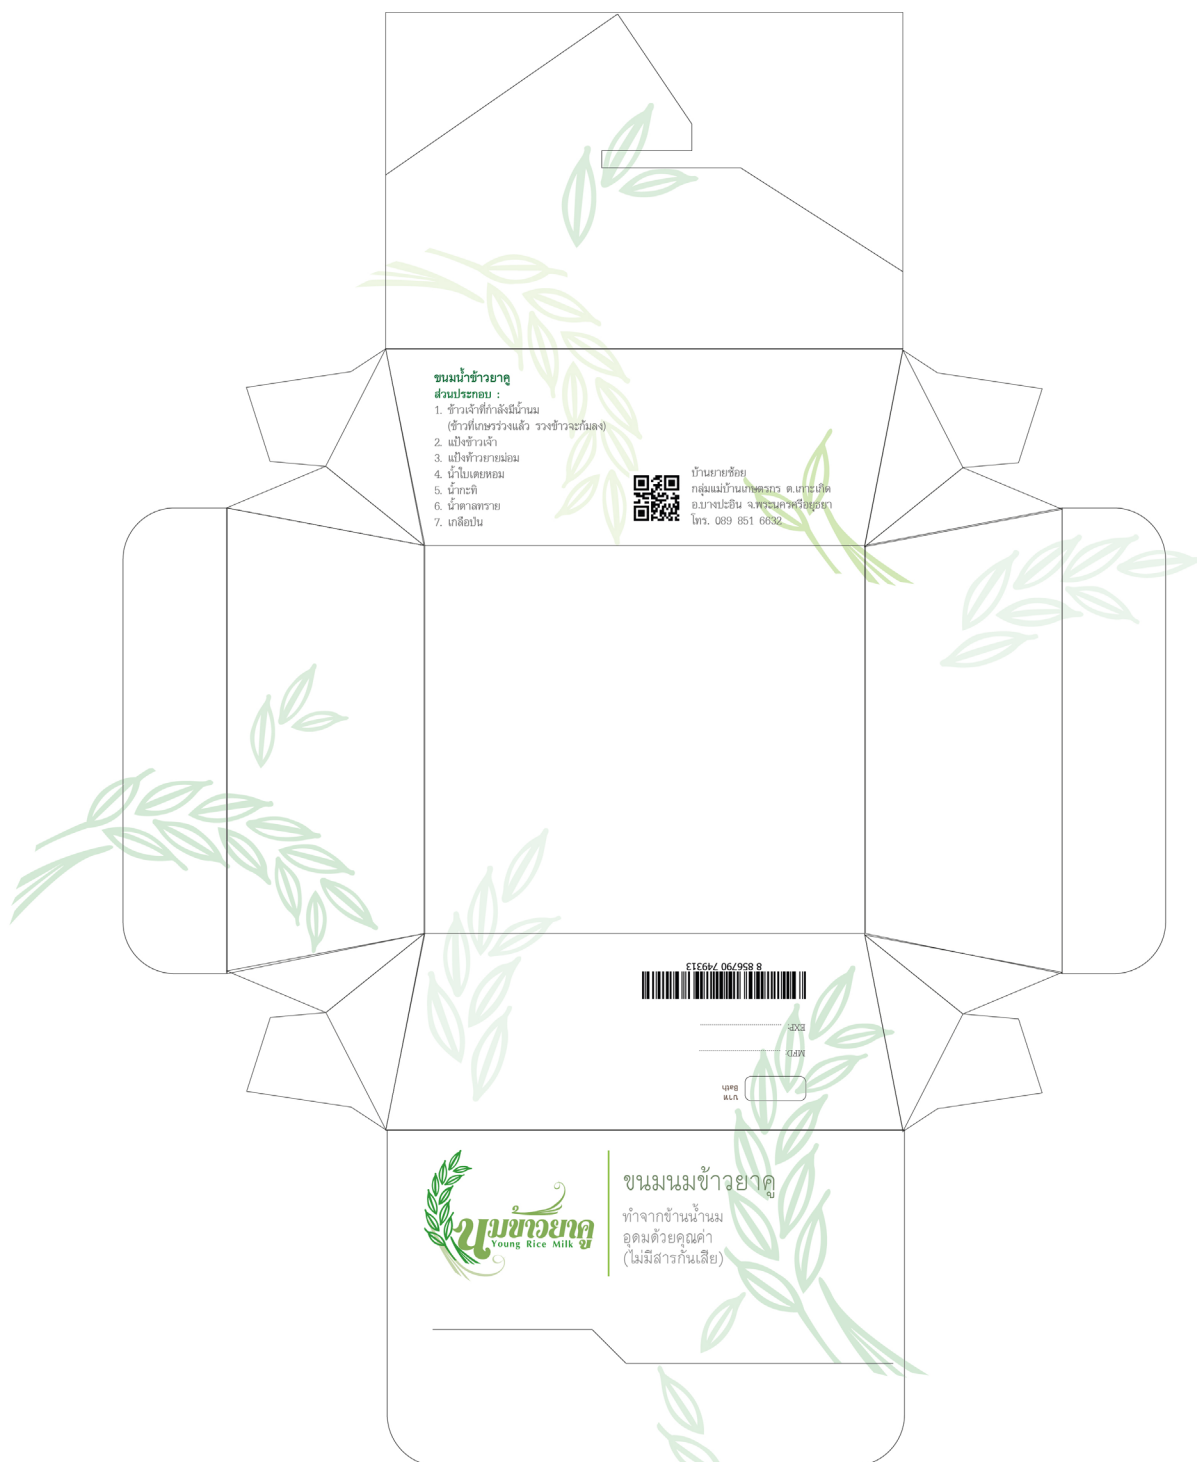 ขนมน้ำข้าวยาคู
ส่วนประกอบ :
1. ข้าวเจ้าที่กำลังมีน้ำนม
(ข้าวที่เกษรร่วงแล้ว รวงข้าวจะก้มลง)
2. แป้งข้าวเจ้า
3. แป้งท้าวยายม่อม
4. น้ำใบเตยหอม
5. น้ำกะทิ
6. น้ำตาลทราย
7. เกลือป่น
บ้านยายช้อย
กลุ่มแม่บ้านเกษตรกร ต.เกาะเกิด
อ.บางปะอิน จ.พระนครศรีอยุธยา
โทร. 089 851 6632
8 856790 749313
EXP:
MFD:
Bath
บาท
นมข้าวยาคู
Young Rice Milk
ขนมนมข้าวยาคู
ทำจากข้านน้ำนม
อุดมด้วยคุณค่า
(ไม่มีสารกันเสีย)